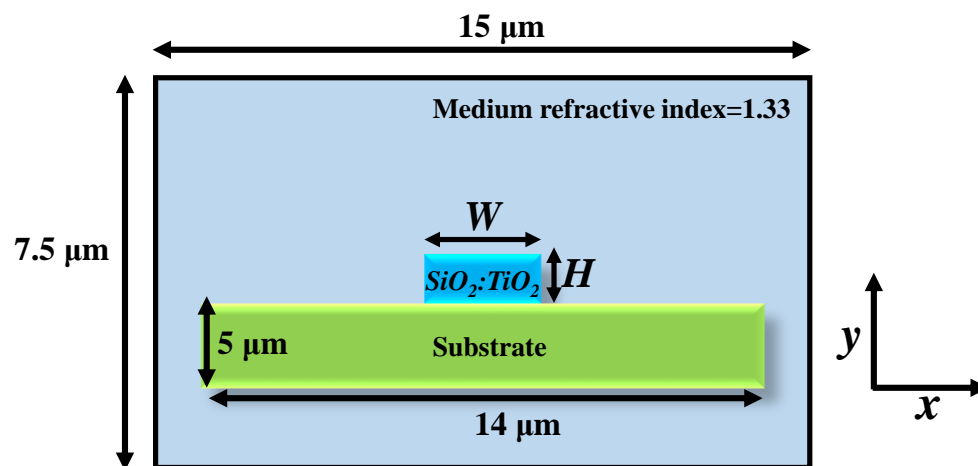 15 μm
Medium refractive index=1.33
W
7.5 μm
SiO₂:TiO₂
H
5 μm
Substrate
14 μm
y
x